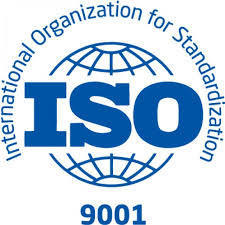 International Organization for Standardization
ISO
9001